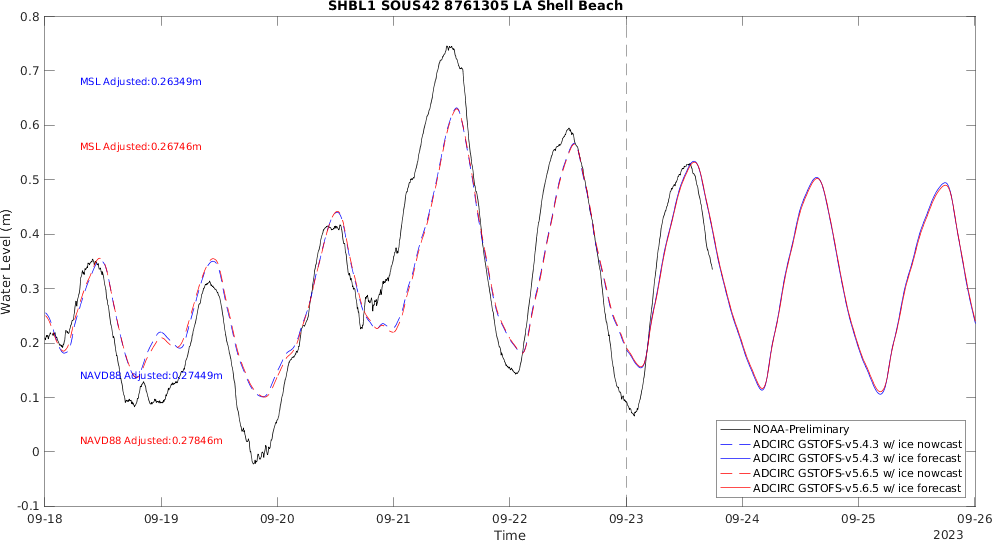 SHBL1 SOUS42 8761305 LA Shell Beach
0.8
0.7
0.6
0.5
0.4
0.3
0.2
0.1
0
-0.1
Water Level (m)
MSL Adjusted:0.26349m
MSL Adjusted:0.26746m
NAVD88 Adjusted:0.27449m
NAVD88 Adjusted:0.27846m
NOAA-Preliminary
ADCIRC GSTOFS-v5.4.3 w/ ice nowcast
ADCIRC GSTOFS-v5.4.3 w/ ice forecast
ADCIRC GSTOFS-v5.6.5 w/ ice nowcast
ADCIRC GSTOFS-v5.6.5 w/ ice forecast
09-18 09-19 09-20 09-21 09-22 09-23 09-24 09-25 09-26
Time
2023